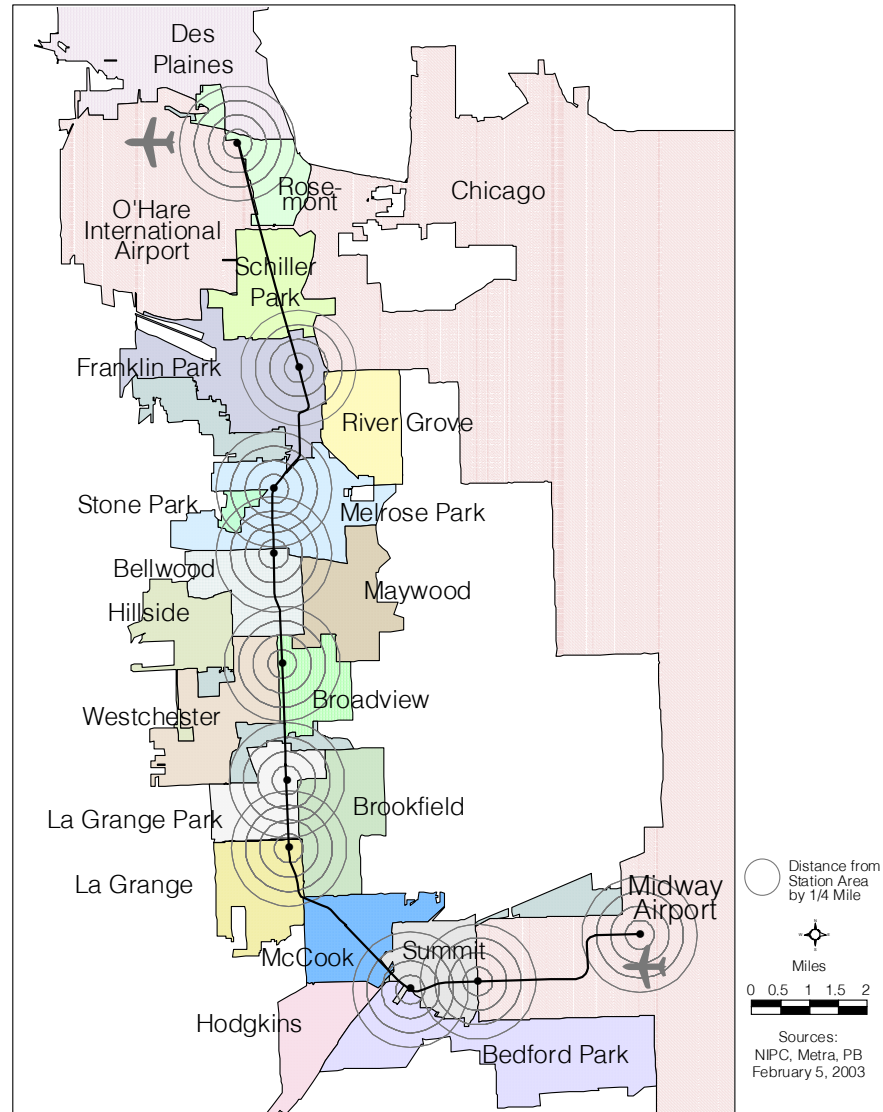 Des
Plaines
Rose-
mont
Chicago
O'Hare
International
Airport
Schiller
Park
Franklin Park
River Grove
Stone Park
Melrose Park
Bellwood
Maywood
Hillside
Broadview
Westchester
La Grange Park
Brookfield
La Grange
Midway
Airport
McCook
Summit
Hodgkins
Bedford Park
Distance from
Station Area
by 1/4 Mile
N
W
E
S
Miles
0 0.5 1 1.5 2
Sources:
NIPC, Metra, PB
February 5, 2003